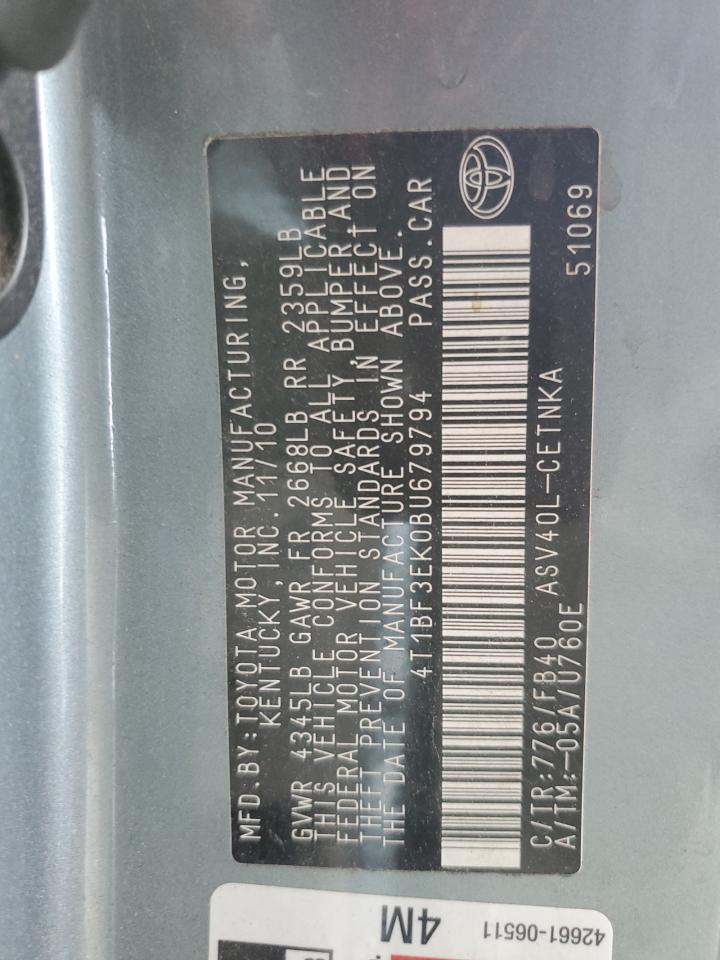 MFD.BY:TOYOTA MOTOR MANUFACTURING,
KENTUCKY,INC.11/10
GVWR 4345LB GAWR FR 2668LB RR 2359LB
THIS VEHICLE CONFORMS TO ALL APPLICABLE
FEDERAL MOTOR VEHICLE SAFETY,BUMPER,AND
THEFT PREVENTION STANDARDS IN EFFECT ON
THE DATE OF MANUFACTURE SHOWN ABOVE.
4T1BF3EK0BU679794 PASS.CAR
C/TR:776/FB40 ASV40L-CETNKA
A/TM:-05A/U760E 51069
4M
42661-06511